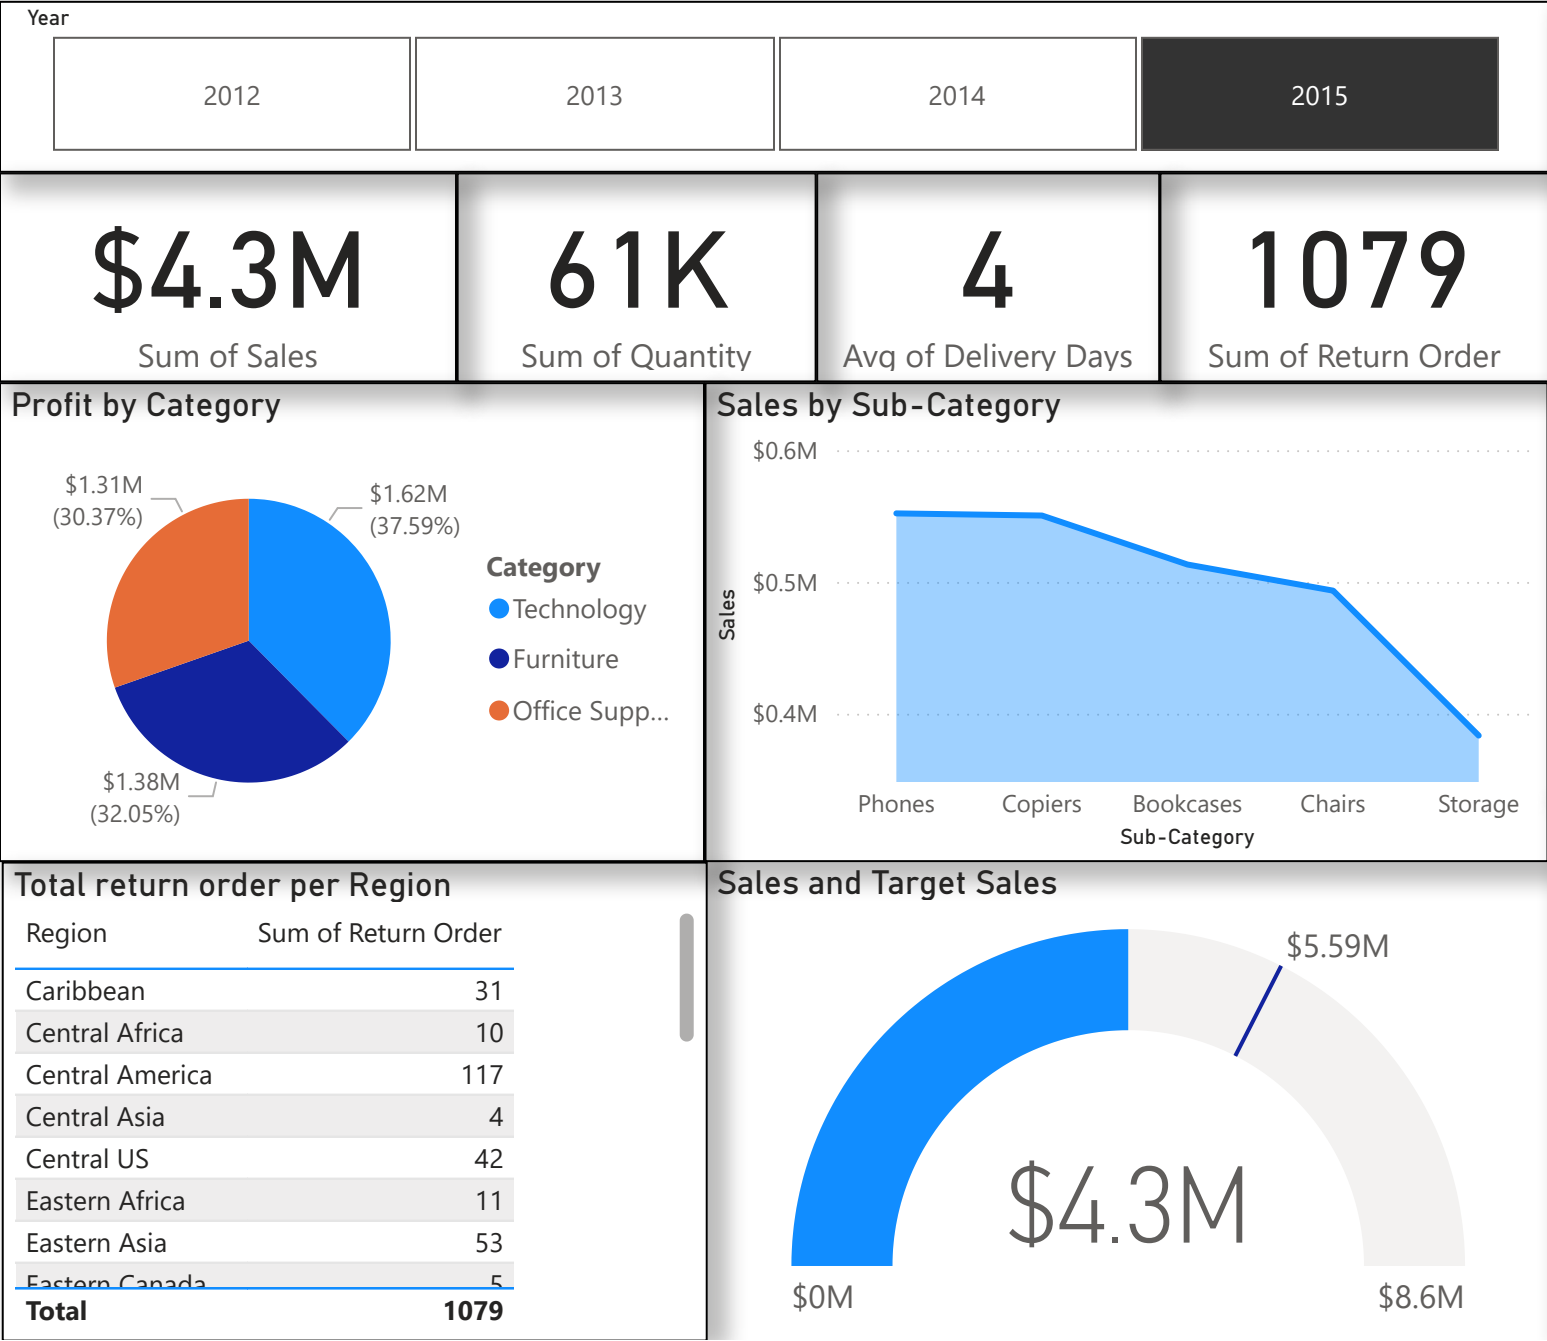 Year
2012
2013
2014
2015
$4.3M
Sum of Sales
61K
Sum of Quantity
4
Avg of Delivery Days
1079
Sum of Return Order
Profit by Category
$1.31M
(30.37%)
$1.62M
(37.59%)
$1.38M
(32.05%)
Category
Technology
Furniture
Office Supp...
Sales by Sub-Category
$0.6M
$0.5M
$0.4M
Sales
Phones Copiers Bookcases Chairs Storage
Sub-Category
Total return order per Region
Region Sum of Return Order
Caribbean 31
Central Africa 10
Central America 117
Central Asia 4
Central US 42
Eastern Africa 11
Eastern Asia 53
Eastern Canada 5
Total 1079
Sales and Target Sales
$5.59M
$4.3M
$0M
$8.6M